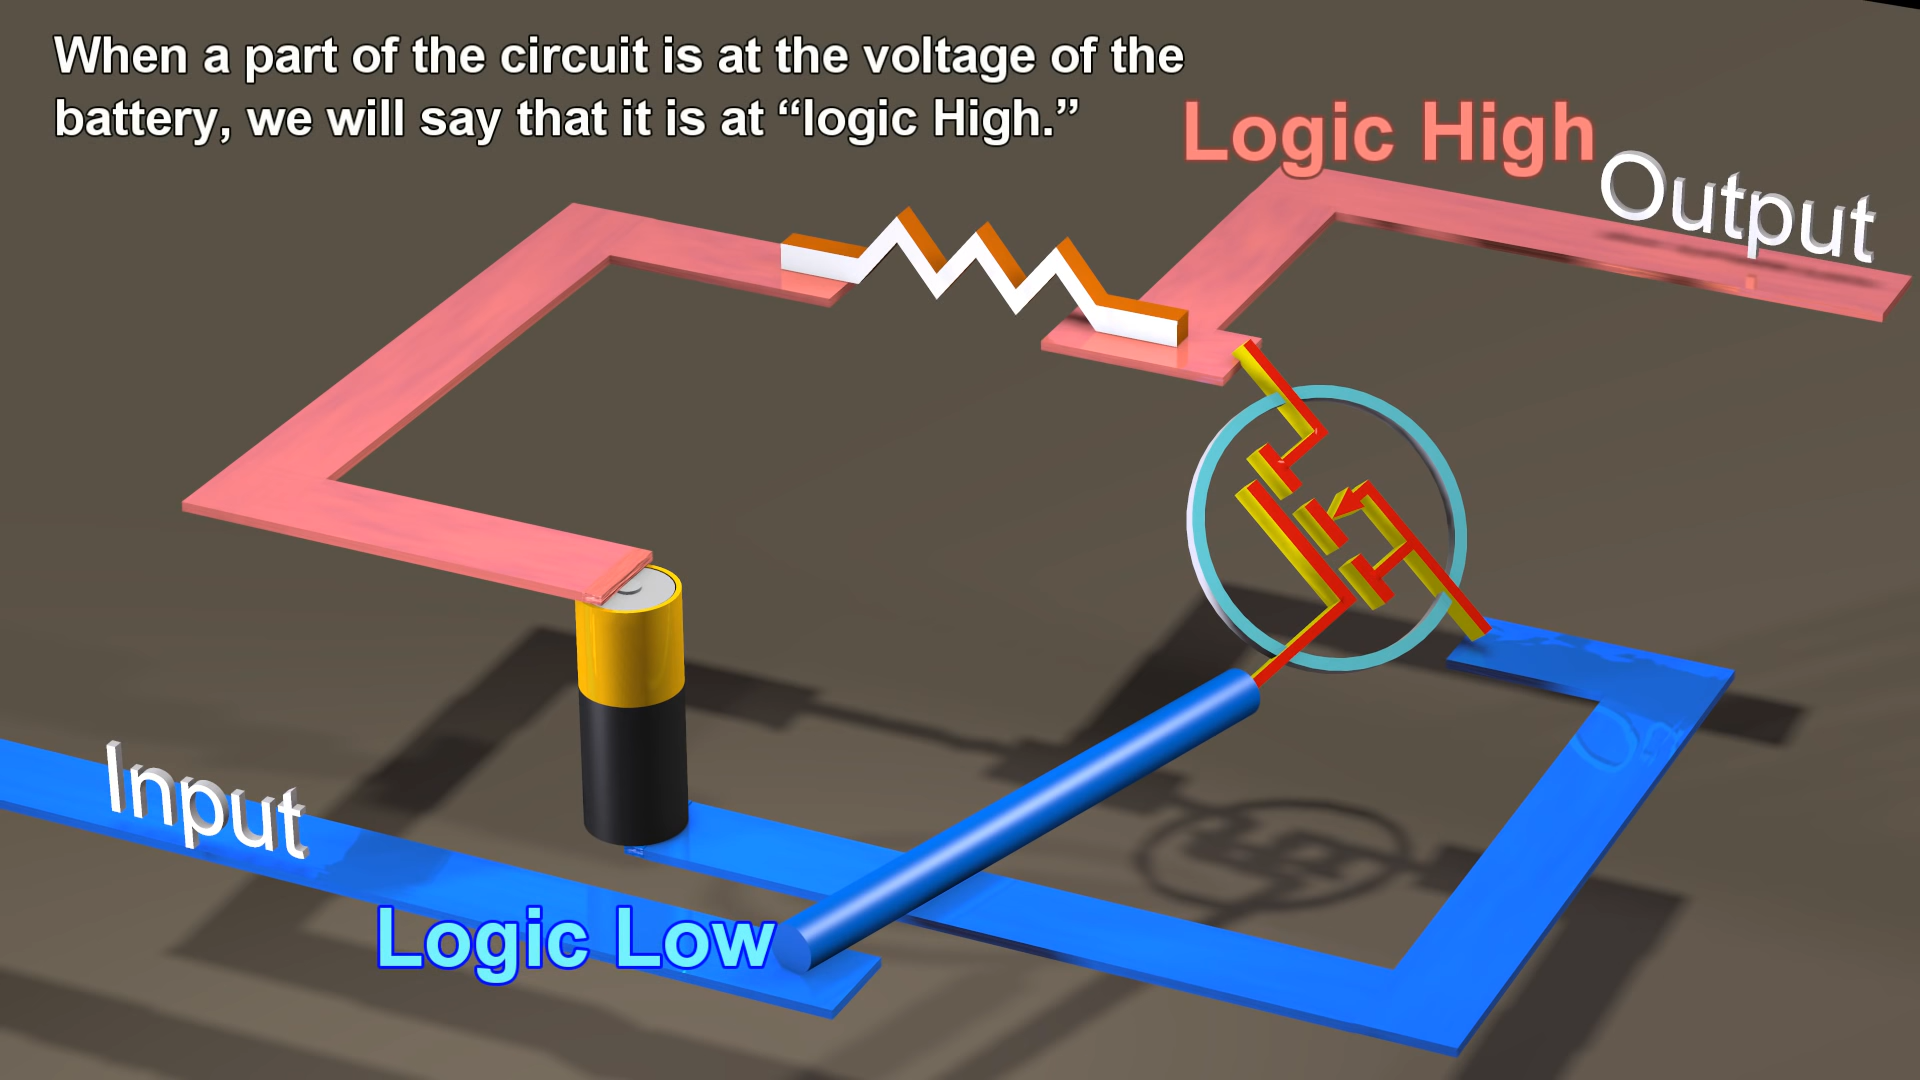 When a part of the circuit is at the voltage of the
battery, we will say that it is at “logic High.”
Logic High
Output
Input
Logic Low